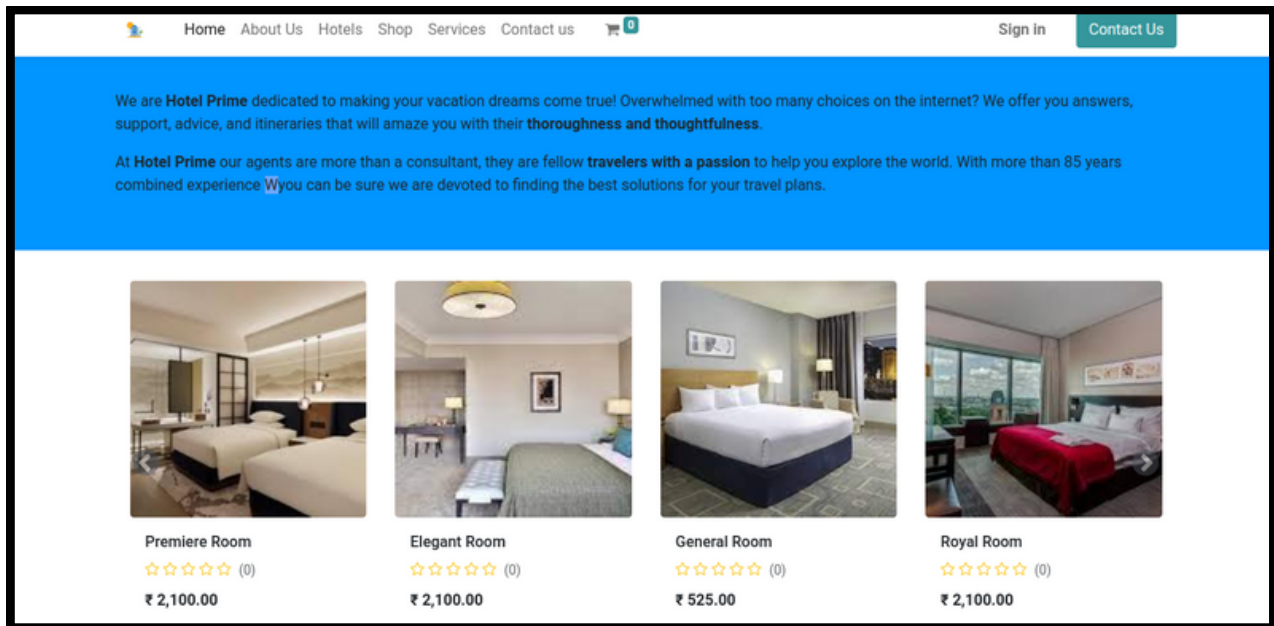 Home About Us Hotels Shop Services Contact us 0 Sign in Contact Us
We are Hotel Prime dedicated to making your vacation dreams come true! Overwhelmed with too many choices on the internet? We offer you answers,
support, advice, and itineraries that will amaze you with their thoroughness and thoughtfulness.
At Hotel Prime our agents are more than a consultant, they are fellow travelers with a passion to help you explore the world. With more than 85 years
combined experience Wyou can be sure we are devoted to finding the best solutions for your travel plans.
Premiere Room Elegant Room General Room Royal Room
(0) (0) (0) (0)
₹ 2,100.00 ₹ 2,100.00 ₹ 525.00 ₹ 2,100.00